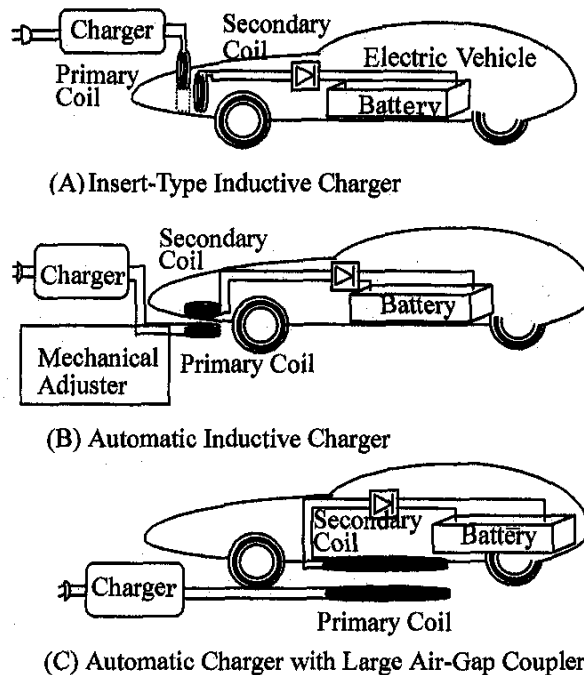 Charger
Secondary
Coil
Primary
Coil
Electric Vehicle
Battery
(A) Insert-Type Inductive Charger
Secondary
Coil
Charger
Battery
Mechanical
Adjuster
Primary Coil
(B) Automatic Inductive Charger
Secondary
Coil
Battery
Charger
Primary Coil
(C) Automatic Charger with Large Air-Gap Coupler